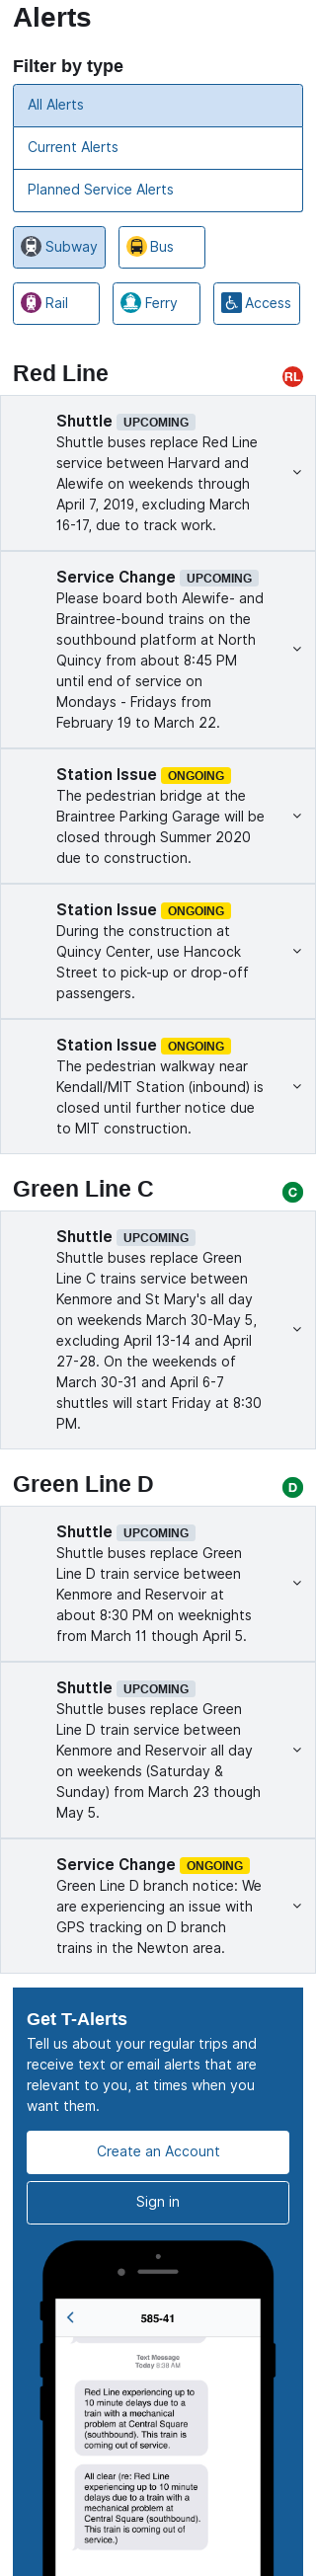 Alerts
Filter by type
All Alerts
Current Alerts
Planned Service Alerts
Subway
Bus
Rail
Ferry
Access
Red Line
RL
Shuttle UPCOMING
Shuttle buses replace Red Line
service between Harvard and
Alewife on weekends through
April 7, 2019, excluding March
16-17, due to track work.
Service Change UPCOMING
Please board both Alewife- and
Braintree-bound trains on the
southbound platform at North
Quincy from about 8:45 PM
until end of service on
Mondays - Fridays from
February 19 to March 22.
Station Issue ONGOING
The pedestrian bridge at the
Braintree Parking Garage will be
closed through Summer 2020
due to construction.
Station Issue ONGOING
During the construction at
Quincy Center, use Hancock
Street to pick-up or drop-off
passengers.
Station Issue ONGOING
The pedestrian walkway near
Kendall/MIT Station (inbound) is
closed until further notice due
to MIT construction.
Green Line C
C
Shuttle UPCOMING
Shuttle buses replace Green
Line C trains service between
Kenmore and St Mary's all day
on weekends March 30-May 5,
excluding April 13-14 and April
27-28. On the weekends of
March 30-31 and April 6-7
shuttles will start Friday at 8:30
PM.
Green Line D
D
Shuttle UPCOMING
Shuttle buses replace Green
Line D train service between
Kenmore and Reservoir at
about 8:30 PM on weeknights
from March 11 though April 5.
Shuttle UPCOMING
Shuttle buses replace Green
Line D train service between
Kenmore and Reservoir all day
on weekends (Saturday &
Sunday) from March 23 though
May 5.
Service Change ONGOING
Green Line D branch notice: We
are experiencing an issue with
GPS tracking on D branch
trains in the Newton area.
Get T-Alerts
Tell us about your regular trips and
receive text or email alerts that are
relevant to you, at times when you
want them.
Create an Account
Sign in
585-41
Text Message
Today 8:38 AM
Red Line experiencing up to
10 minute delays due to a
train with a mechanical
problem at Central Square
(southbound). This train is
coming out of service.
All clear (re: Red Line
experiencing up to 10 minute
delays due to a train with a
mechanical problem at
Central Square (southbound).
This train is coming out of
service.)